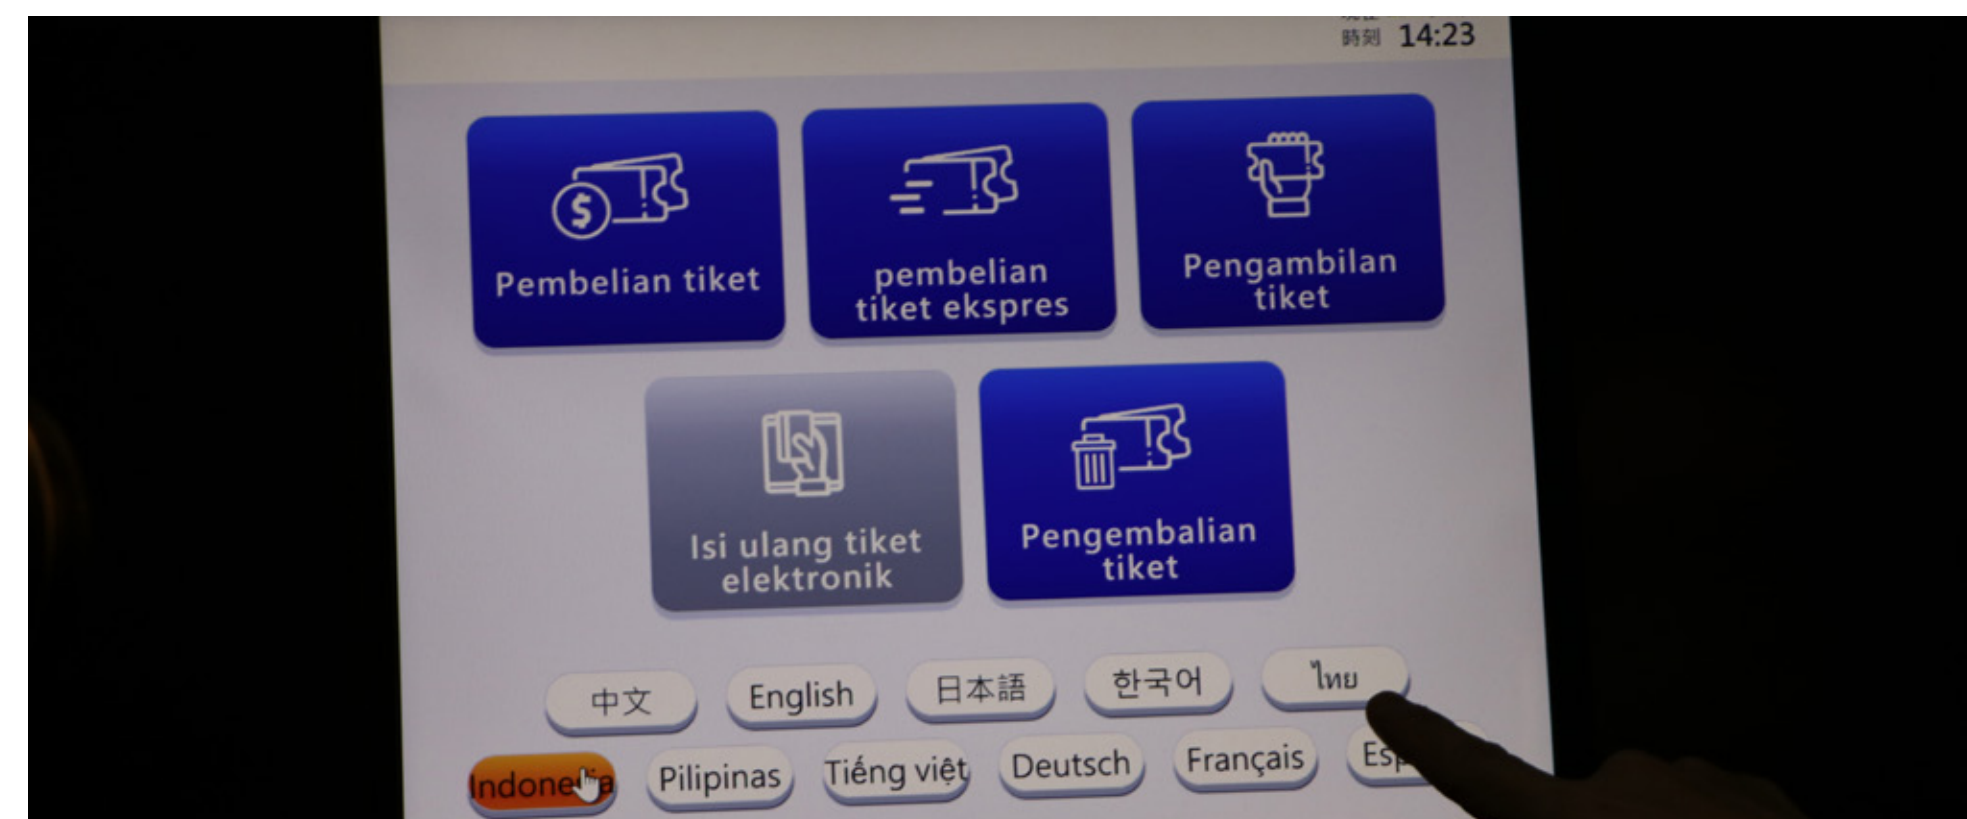 時刻 14:23
Pembelian tiket
pembelian
tiket ekspres
Pengambilan
tiket
Isi ulang tiket
elektronik
Pengembalian
tiket
中文 English 日本語 한국어 ไทย
Indonesia Pilipinas Tiếng việt Deutsch Français